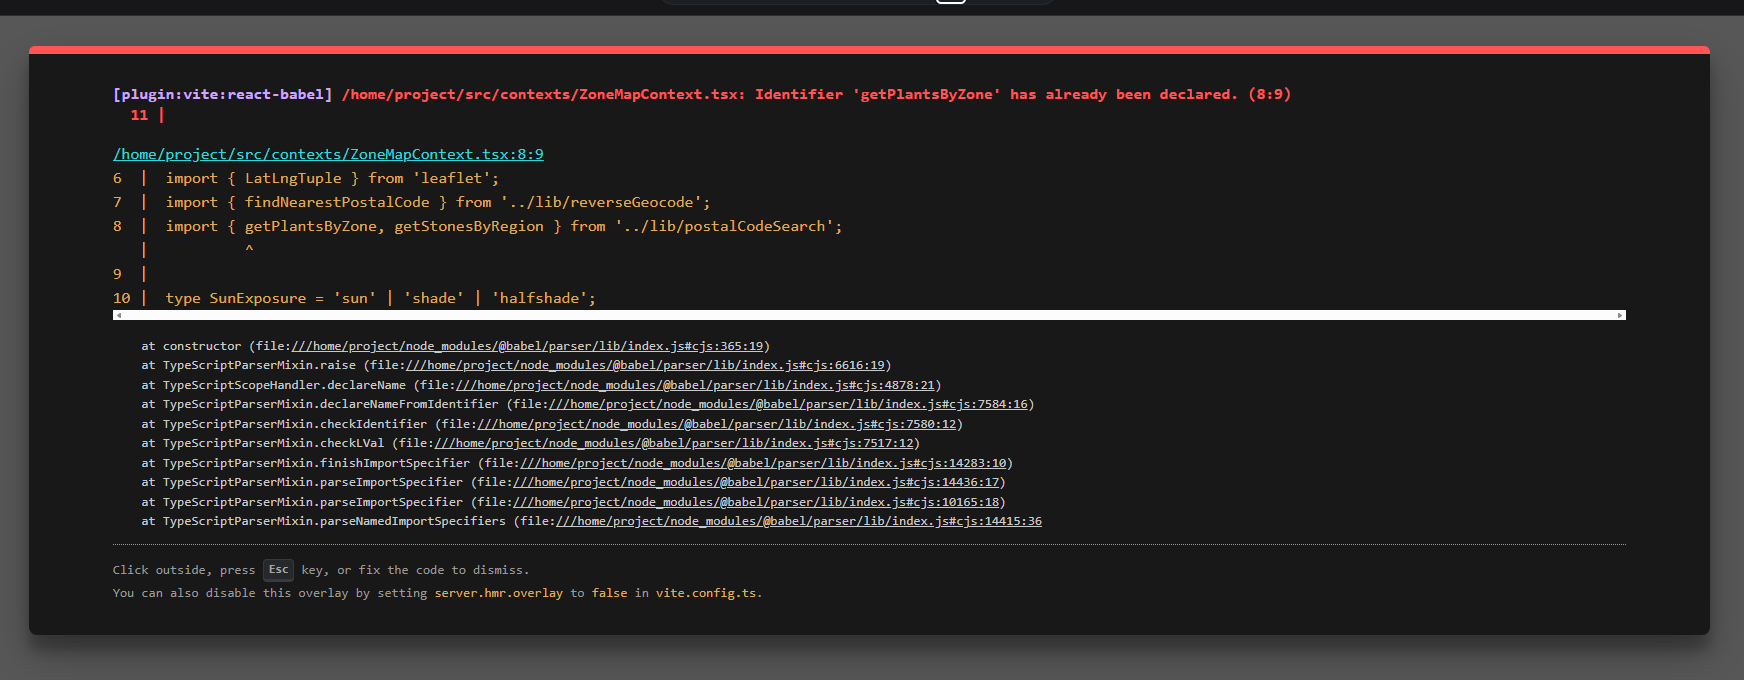 [plugin:vite:react-babel] /home/project/src/contexts/ZoneMapContext.tsx: Identifier 'getPlantsByZone' has already been declared. (8:9)
  11 |
/home/project/src/contexts/ZoneMapContext.tsx:8:9
6  |  import { LatLngTuple } from 'leaflet';
7  |  import { findNearestPostalCode } from '../lib/reverseGeocode';
8  |  import { getPlantsByZone, getStonesByRegion } from '../lib/postalCodeSearch';
   |           ^
9  |
10 |  type SunExposure = 'sun' | 'shade' | 'halfshade';
    at constructor (file:///home/project/node_modules/@babel/parser/lib/index.js#cjs:365:19)
    at TypeScriptParserMixin.raise (file:///home/project/node_modules/@babel/parser/lib/index.js#cjs:6616:19)
    at TypeScriptScopeHandler.declareName (file:///home/project/node_modules/@babel/parser/lib/index.js#cjs:4878:21)
    at TypeScriptParserMixin.declareNameFromIdentifier (file:///home/project/node_modules/@babel/parser/lib/index.js#cjs:7584:16)
    at TypeScriptParserMixin.checkIdentifier (file:///home/project/node_modules/@babel/parser/lib/index.js#cjs:7580:12)
    at TypeScriptParserMixin.checkLVal (file:///home/project/node_modules/@babel/parser/lib/index.js#cjs:7517:12)
    at TypeScriptParserMixin.finishImportSpecifier (file:///home/project/node_modules/@babel/parser/lib/index.js#cjs:14283:10)
    at TypeScriptParserMixin.parseImportSpecifier (file:///home/project/node_modules/@babel/parser/lib/index.js#cjs:14436:17)
    at TypeScriptParserMixin.parseImportSpecifier (file:///home/project/node_modules/@babel/parser/lib/index.js#cjs:10165:18)
    at TypeScriptParserMixin.parseNamedImportSpecifiers (file:///home/project/node_modules/@babel/parser/lib/index.js#cjs:14415:36
Click outside, press Esc key, or fix the code to dismiss.
You can also disable this overlay by setting server.hmr.overlay to false in vite.config.ts.